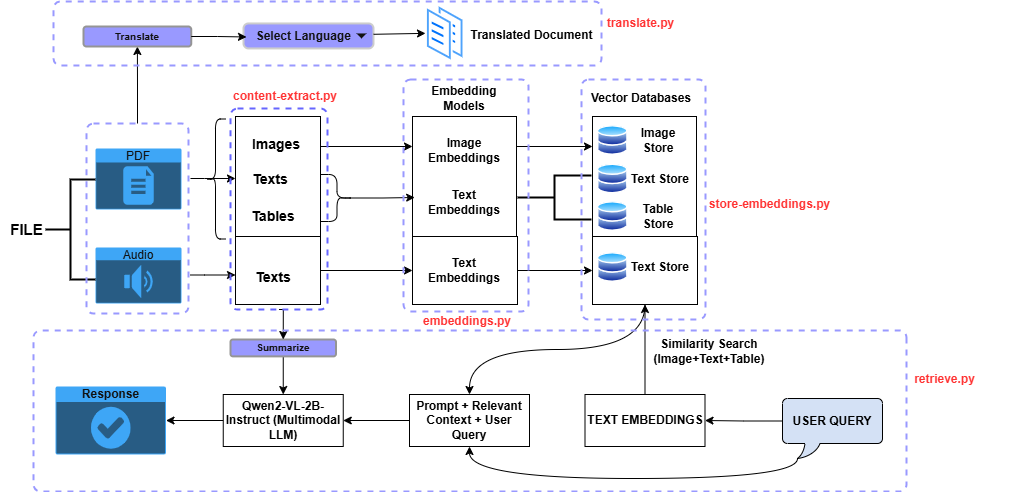 translate.py
Translate
Select Language
Translated Document
content-extract.py
Embedding
Models
Vector Databases
PDF
Images
Image
Embeddings
Image
Store
Texts
Text
Embeddings
Text Store
Tables
Table
Store
store-embeddings.py
FILE
Audio
Texts
Text
Embeddings
Text Store
embeddings.py
Summarize
Similarity Search
(Image+Text+Table)
retrieve.py
Response
Qwen2-VL-2B-
Instruct (Multimodal
LLM)
Prompt + Relevant
Context + User
Query
TEXT EMBEDDINGS
USER QUERY